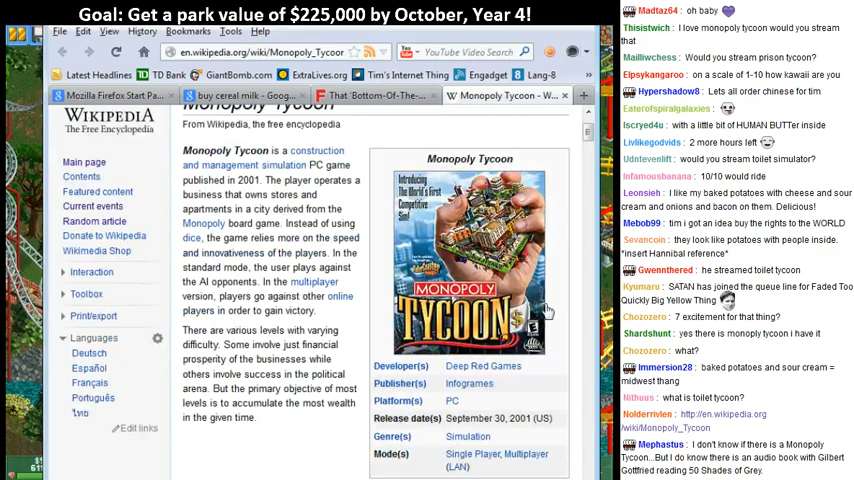 Goal: Get a park value of $225,000 by October, Year 4!
File Edit View History Bookmarks Tools Help
en.wikipedia.org/wiki/Monopoly_Tycoor
YouTube Video Search
Latest Headlines TD Bank GiantBomb.com ExtraLives.org Tim's Internet Thing Engadget Lang-8
Mozilla Firefox Start Pa...
buy cereal milk - Goog...
That 'Bottom-Of-The-...
Monopoly Tycoon - W...
WIKIPEDIA
The Free Encyclopedia
Main page
Contents
Featured content
Current events
Random article
Donate to Wikipedia
Wikimedia Shop
Interaction
Toolbox
Print/export
Languages
Deutsch
Español
Français
Português
ไทย
Edit links
Monopoly Tycoon
From Wikipedia, the free encyclopedia
Monopoly Tycoon is a construction
and management simulation PC game
published in 2001. The player operates a
business that owns stores and
apartments in a city derived from the
Monopoly board game. Instead of using
dice, the game relies more on the speed
and innovativeness of the players. In the
standard mode, the user plays against
the AI opponents. In the multiplayer
version, players go against other online
players in order to gain victory.
There are various levels with varying
difficulty. Some involve just financial
prosperity of the businesses while
others involve success in the political
arena. But the primary objective of most
levels is to accumulate the most wealth
in the given time.
Monopoly Tycoon
Introducing
The World's First
Competitive
Sim!
MONOPOLY
TYCOON
Developer(s) Deep Red Games
Publisher(s) Infogrames
Platform(s) PC
Release date(s) September 30, 2001 (US)
Genre(s) Simulation
Mode(s) Single Player, Multiplayer
(LAN)
Madtaz64: oh baby
Thisistwich: I love monopoly tycoon would you stream
that
Mailliwchess: Would you stream prison tycoon?
Elpsykangaroo: on a scale of 1-10 how kawaii are you
Hypershadow8: Lets all order chinese for tim
Eaterofspiralgalaxies:
Iscryed4u: with a little bit of HUMAN BUTTer inside
Livlikegodvids: 2 more hours left
Udntevenlift: would you stream toilet simulator?
Infamousbanana: 10/10 would ride
Leonsieh: I like my baked potatoes with cheese and sour
cream and onions and bacon on them. Delicious!
Mebob99: tim i got an idea buy the rights to the WORLD
Sevancoin: they look like potatoes with people inside.
*insert Hannibal reference*
Gwennthered: he streamed toilet tycoon
Kyumaru: SATAN has joined the queue line for Faded Too
Quickly Big Yellow Thing
Chozozero: 7 excitement for that thing?
Shardshunt: yes there is monoply tycoon i have it
Chozozero: what?
Immersion28: baked potatoes and sour cream =
midwest thang
Nithuus: what is toilet tycoon?
Nolderrivlen: http://en.wikipedia.org
/wiki/Monopoly_Tycoon
Mephastus: I don't know if there is a Monopoly
Tycoon...But I do know there is an audio book with Gilbert
Gottfried reading 50 Shades of Grey.